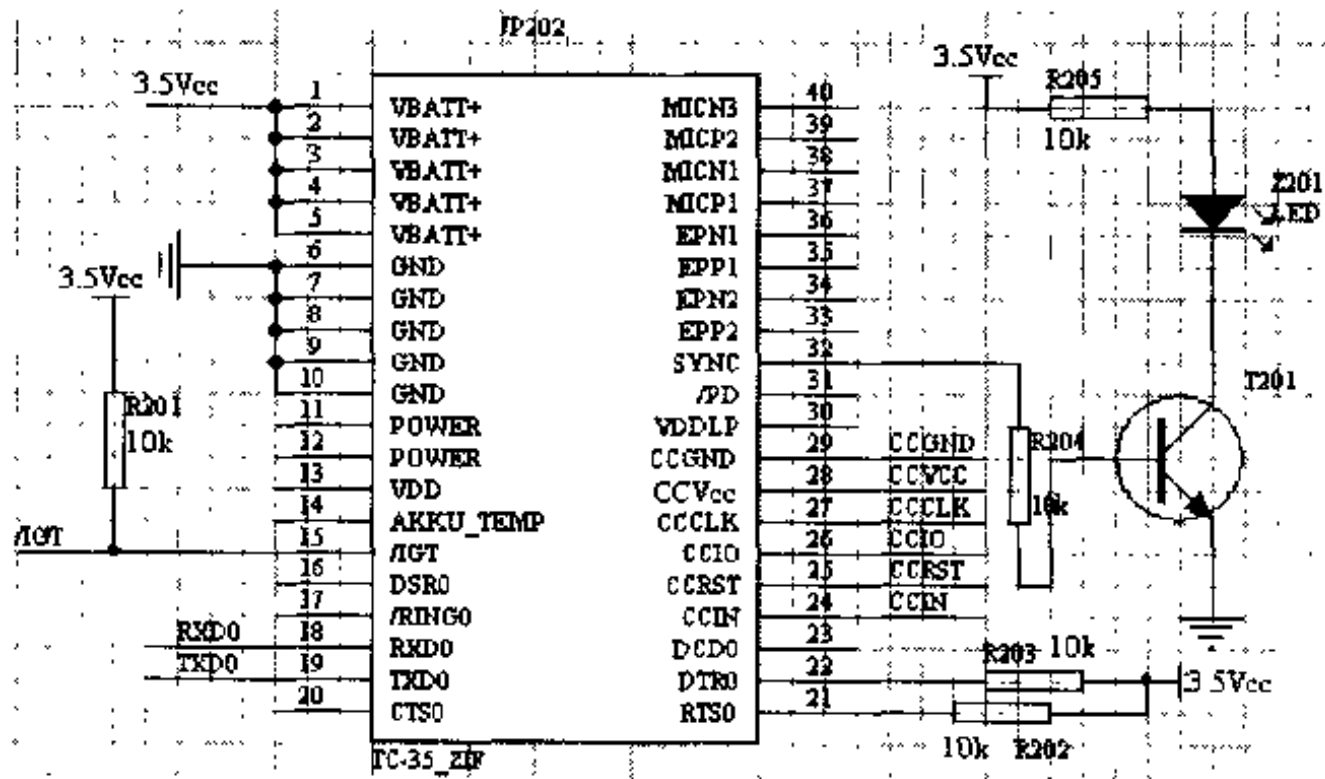 JP202
3.5Vcc
1 VBATT+
2 VBATT+
3 VBATT+
4 VBATT+
5 VBATT+
6 GND
7 GND
8 GND
9 GND
10 GND
11 POWER
12 POWER
13 VDD
14 AKKU_TEMP
15 /IGT
16 DSR0
17 /RING0
18 RXD0
19 TXD0
20 CTS0
MICN3 40
MICP2 39
MICN1 38
MICP1 37
EPN1 36
EPP1 35
EPN2 34
EPP2 33
SYNC 32
/PD 31
VDDLP 30
CCGND 29 CCGND
CCVcc 28 CCVCC
CCCLK 27 CCCLK
CCIO 26 CCIO
CCRST 25 CCRST
CCIN 24 CCIN
DCD0 23
DTR0 22
RTS0 21
TC-35_ZIF
3.5Vcc
R201
10k
/IGT
RXD0
TXD0
3.5Vcc
R205
10k
Z201
LED
T201
R204
10k
R203 10k
3.5Vcc
10k R202